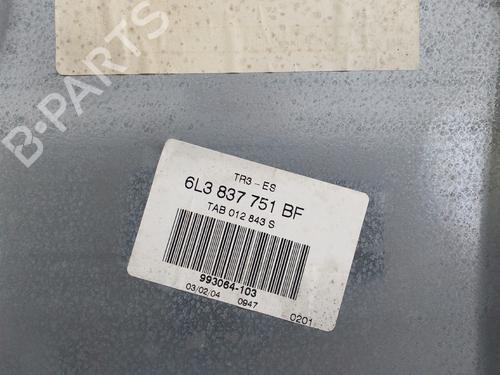 B-PARTS
TR3-ES
6L3 837 751 BF
TAB 012 843 S
993064-103
03/02/04 0947 0201